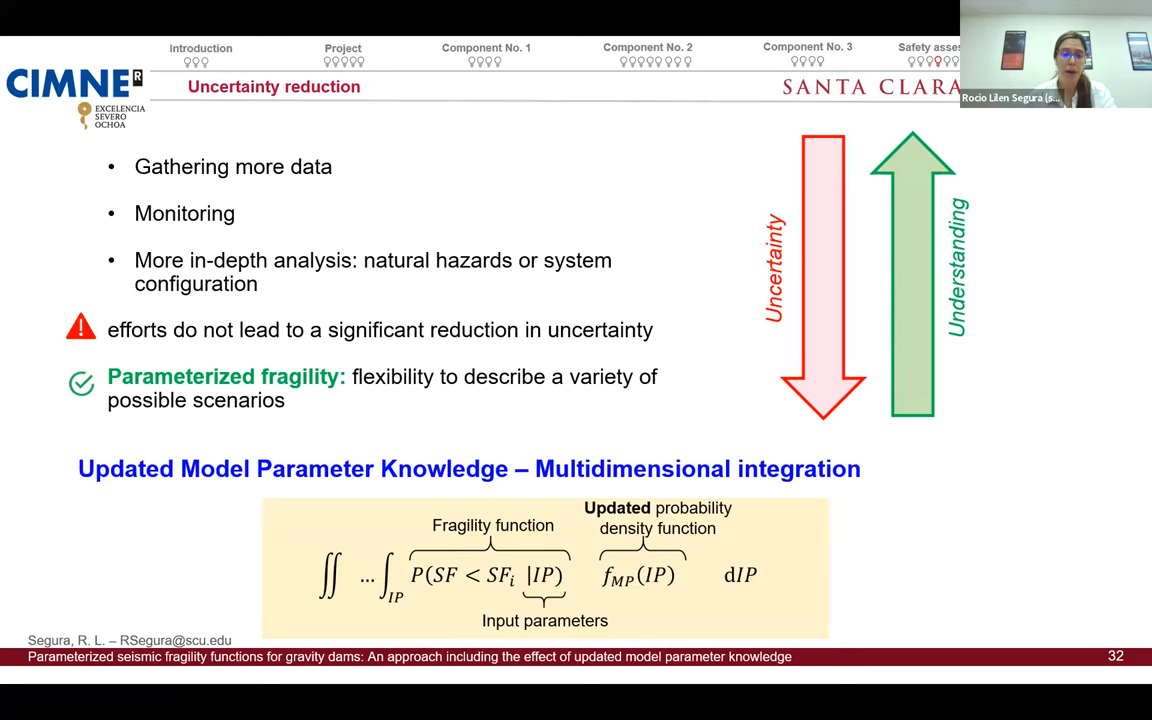 Introduction
Project
Component No. 1
Component No. 2
Component No. 3
Safety asses
CIMNE R
EXCELENCIA
SEVERO
OCHOA
Uncertainty reduction
SANTA CLARA
Rocio Lilen Segura (s...
• Gathering more data
• Monitoring
• More in-depth analysis: natural hazards or system
configuration
efforts do not lead to a significant reduction in uncertainty
Parameterized fragility: flexibility to describe a variety of
possible scenarios
Uncertainty
Understanding
Updated Model Parameter Knowledge – Multidimensional integration
Fragility function
Updated probability
density function
∬ ... ∫_IP P(SF < SF_i |IP) f_MP(IP) dIP
Input parameters
Segura, R. L. – RSegura@scu.edu
Parameterized seismic fragility functions for gravity dams: An approach including the effect of updated model parameter knowledge
32